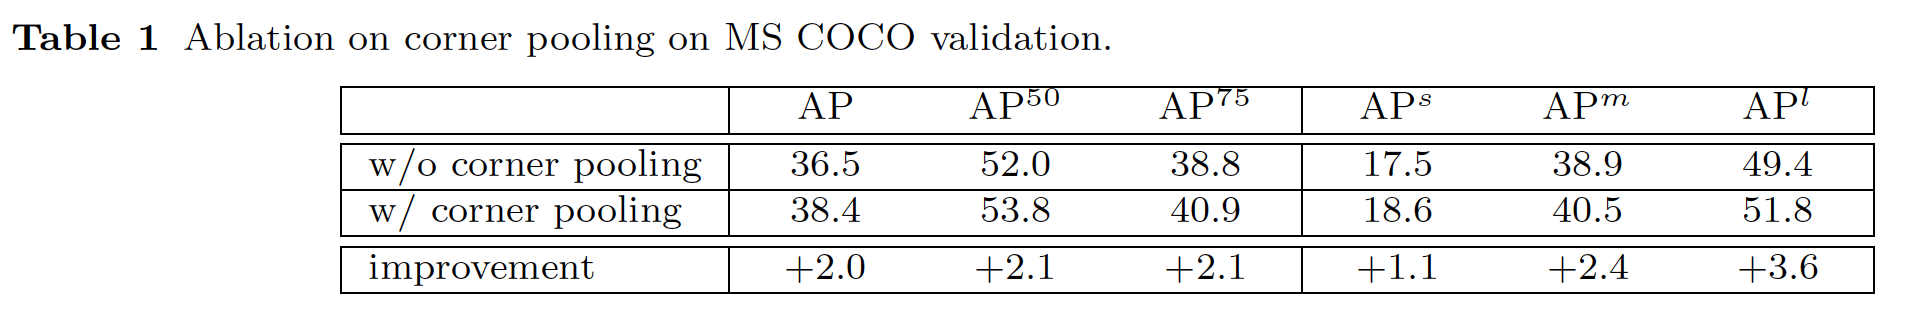 Table 1 Ablation on corner pooling on MS COCO validation.
AP AP^50 AP^75 AP^s AP^m AP^l
w/o corner pooling 36.5 52.0 38.8 17.5 38.9 49.4
w/ corner pooling 38.4 53.8 40.9 18.6 40.5 51.8
improvement +2.0 +2.1 +2.1 +1.1 +2.4 +3.6